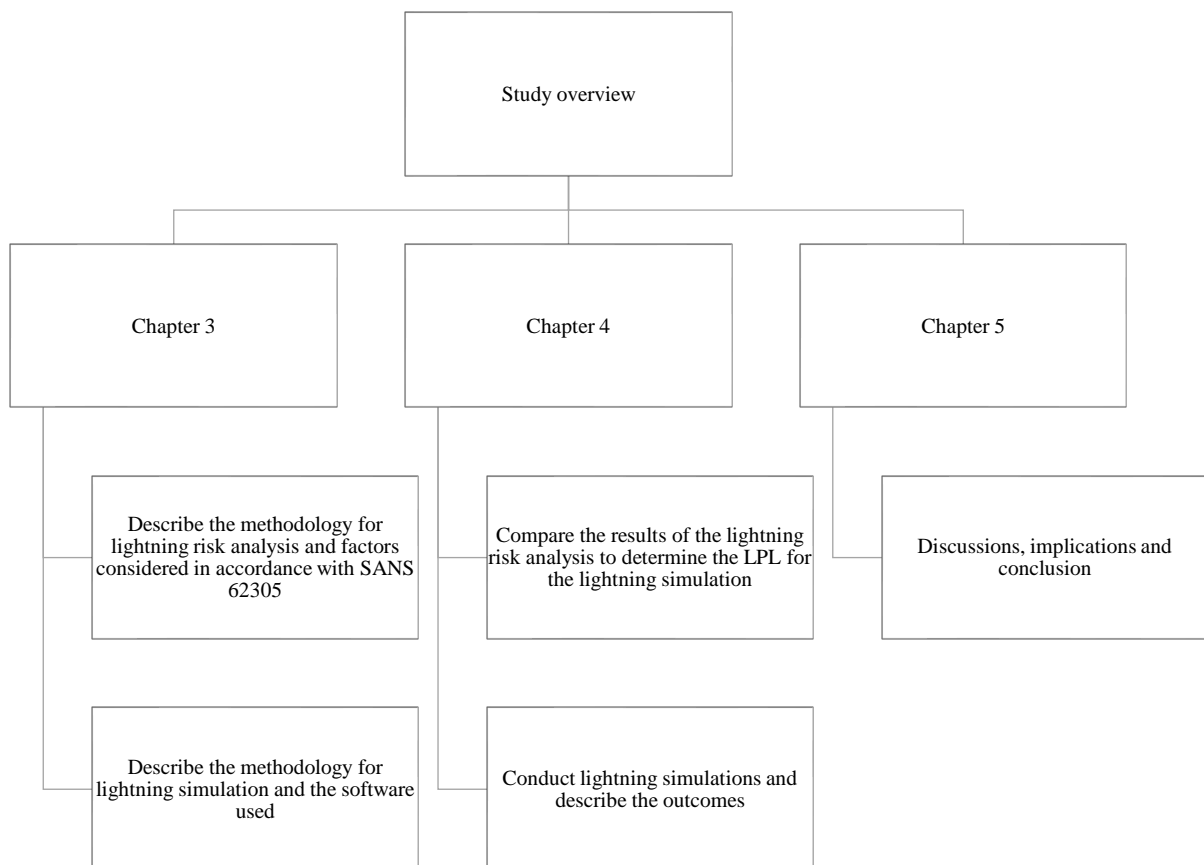 Study overview
Chapter 3
Chapter 4
Chapter 5
Describe the methodology for
lightning risk analysis and factors
considered in accordance with SANS
62305
Compare the results of the lightning
risk analysis to determine the LPL for
the lightning simulation
Discussions, implications and
conclusion
Describe the methodology for
lightning simulation and the software
used
Conduct lightning simulations and
describe the outcomes